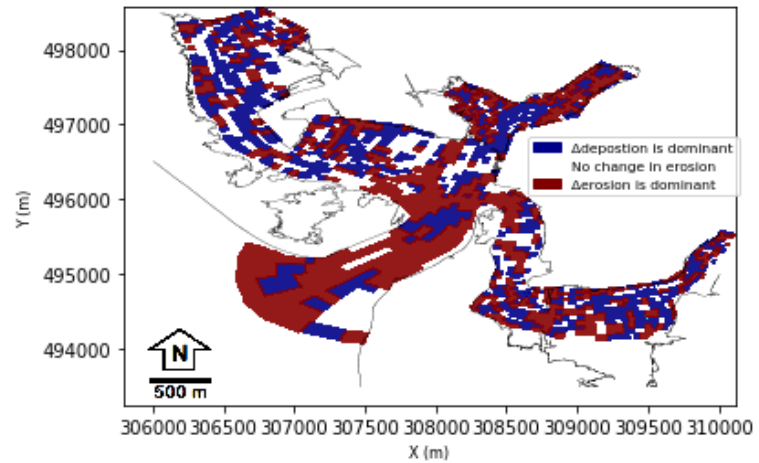 498000
497000
496000
495000
494000
Y (m)
Δdepostion is dominant
No change in erosion
Δerosion is dominant
N
500 m
306000 306500 307000 307500 308000 308500 309000 309500 310000
X (m)